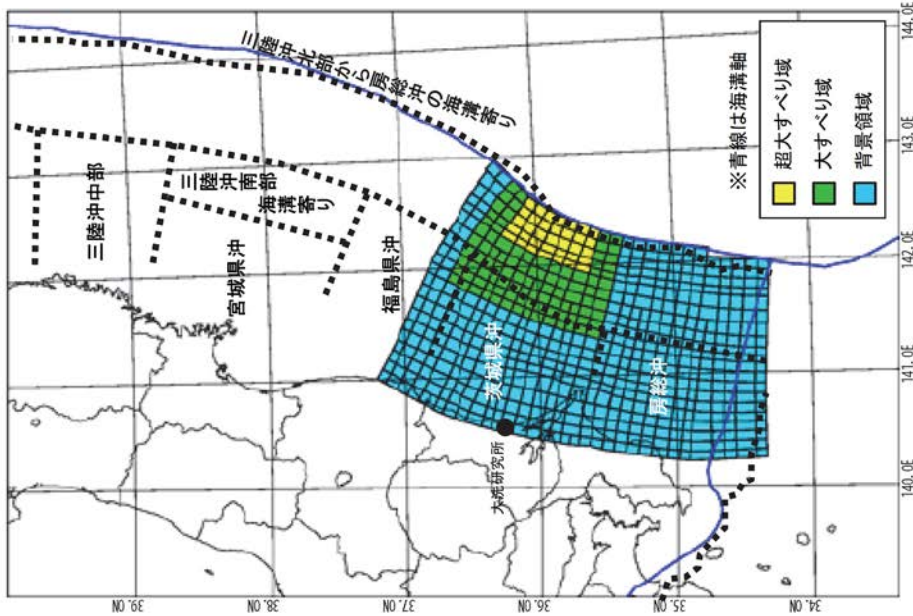 三陸沖北部から房総沖の海溝寄り
三陸沖中部
三陸沖南部
海溝寄り
宮城県沖
福島県沖
茨城県沖
房総沖
大洗研究所
※青線は海溝軸
超大すべり域
大すべり域
背景領域
39.0N
38.0N
37.0N
36.0N
35.0N
34.0N
140.0E
141.0E
142.0E
143.0E
144.0E